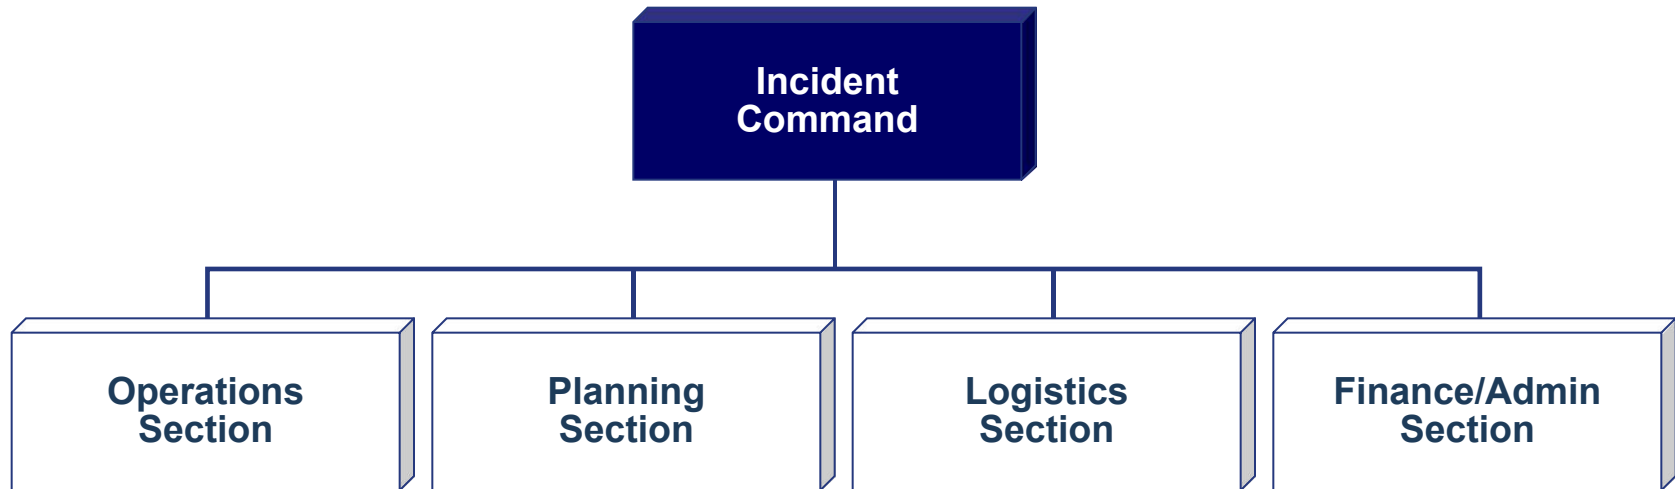 Incident
Command
Operations
Section
Planning
Section
Logistics
Section
Finance/Admin
Section